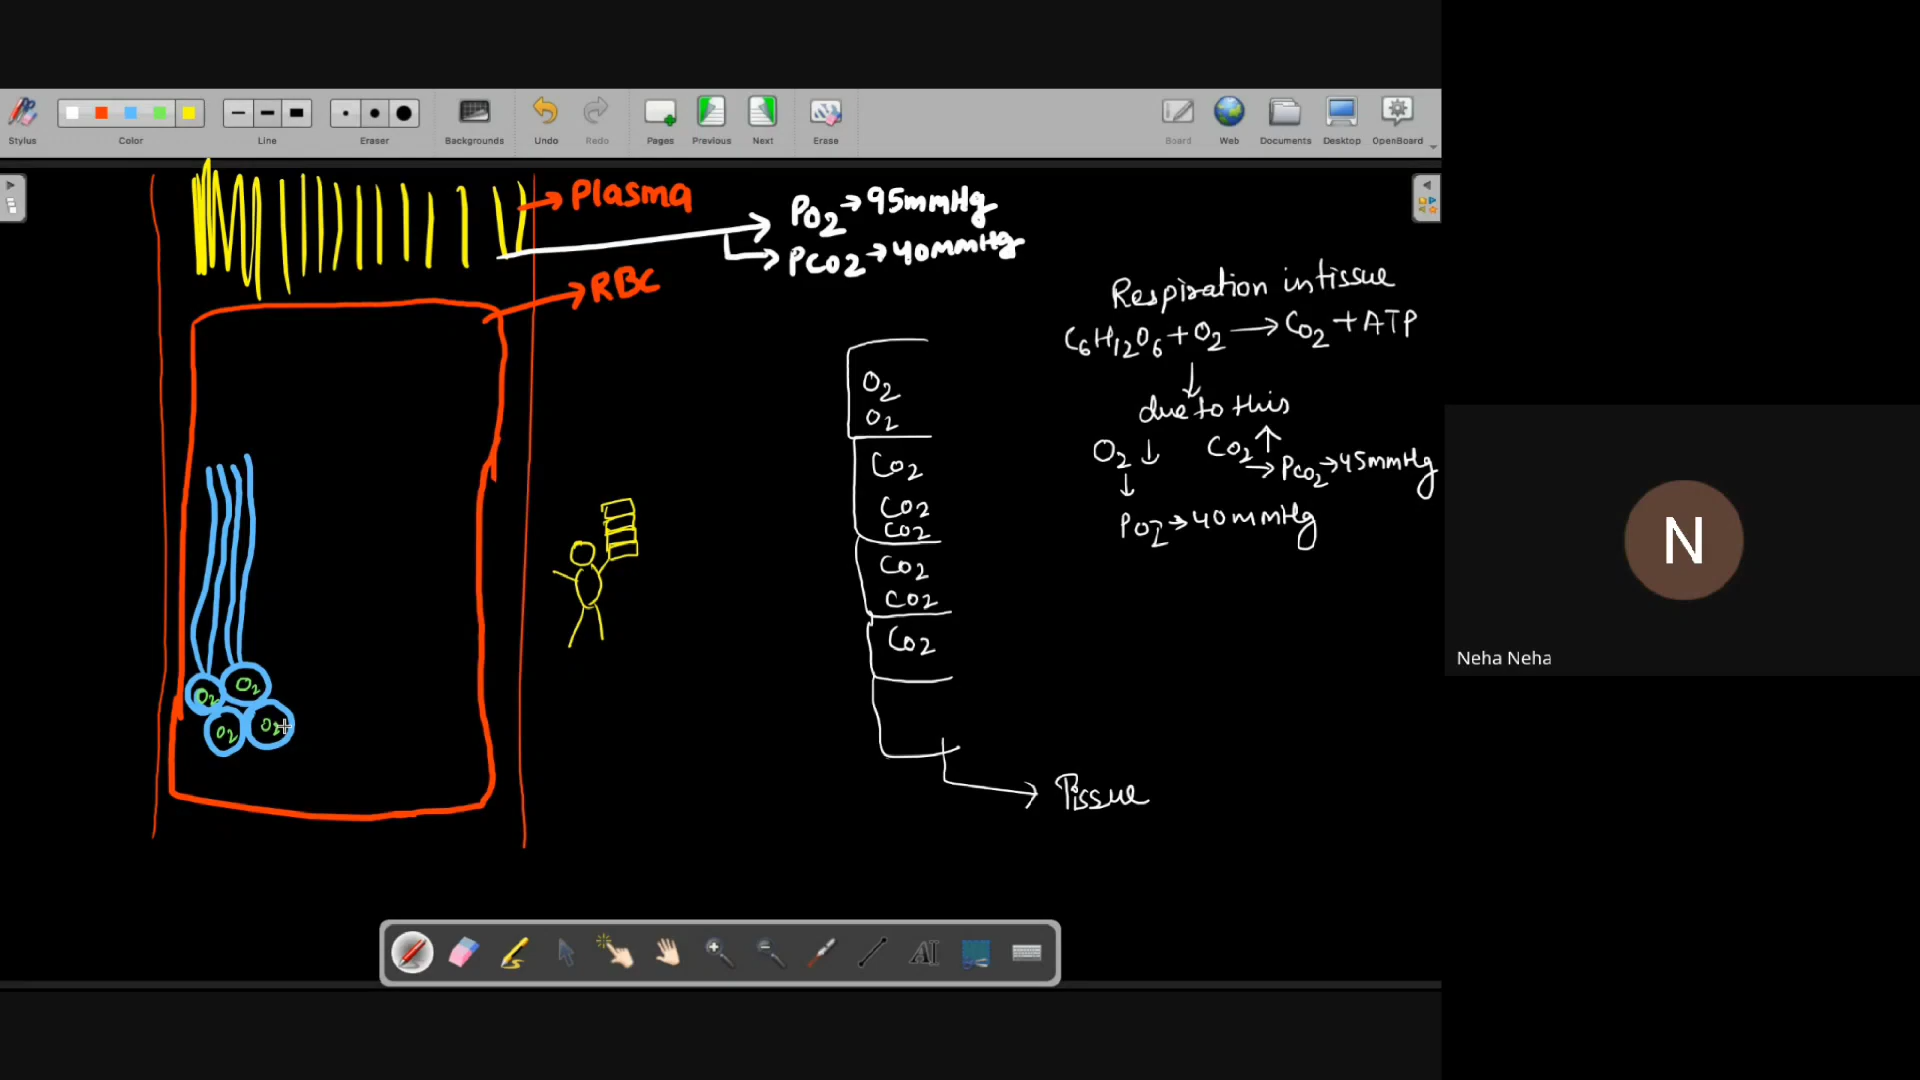 Stylus
Color
Line
Eraser
Backgrounds
Undo
Redo
Pages
Previous
Next
Erase
Board
Web
Documents
Desktop
OpenBoard
Plasma
PO2 → 95mmHg
PCO2 → 40mmHg
RBC
Respiration in tissue
C6H12O6 + O2 → CO2 + ATP
↓
due to this
O2 ↓ CO2 ↑
→ PCO2 → 45mmHg
↓
PO2 → 40mmHg
O2
O2
CO2
CO2
CO2
CO2
CO2
CO2
Tissue
O2
O2
O2
O2
N
Neha Neha
AI